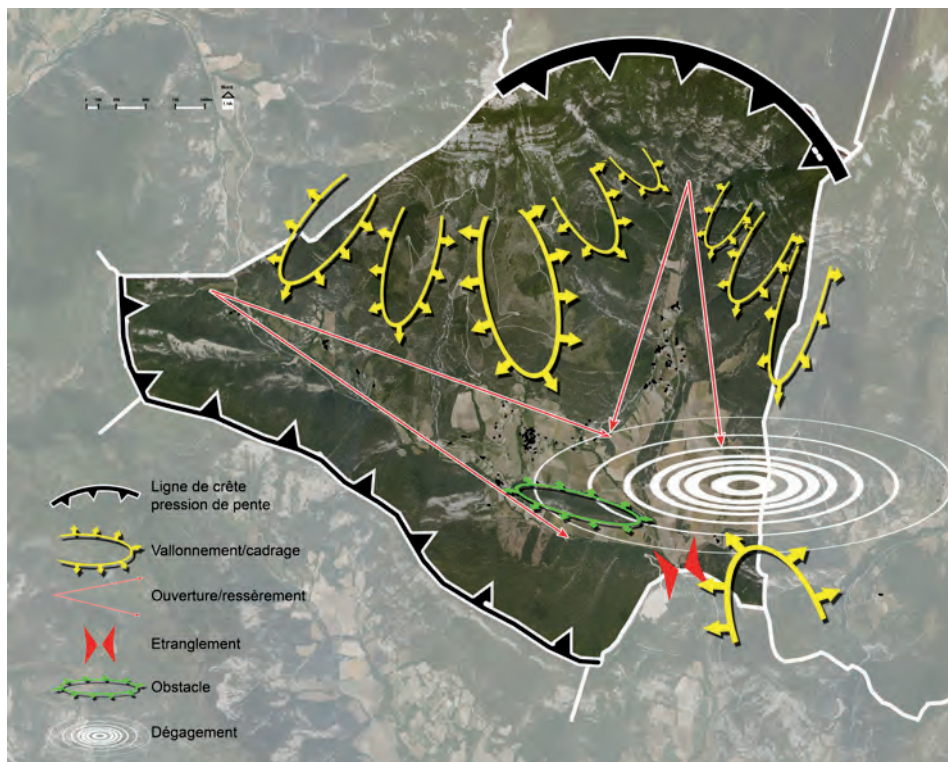 Ligne de crête
pression de pente
Vallonnement/cadrage
Ouverture/ressèrement
Etranglement
Obstacle
Dégagement